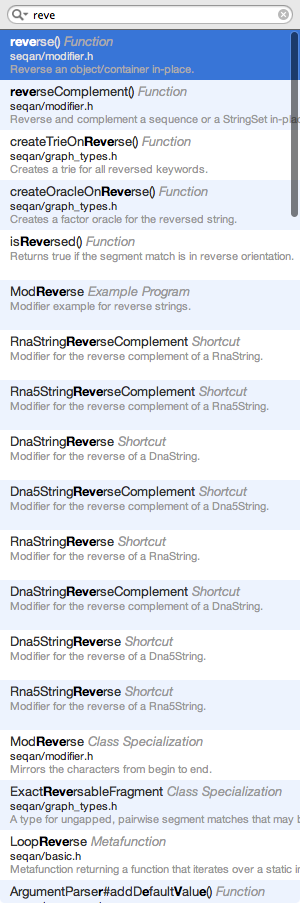 reve
reverse() Function
seqan/modifier.h
Reverse an object/container in-place.
reverseComplement() Function
seqan/modifier.h
Reverse and complement a sequence or a StringSet in-pla
createTrieOnReverse() Function
seqan/graph_types.h
Creates a trie for all reversed keywords.
createOracleOnReverse() Function
seqan/graph_types.h
Creates a factor oracle for the reversed string.
isReversed() Function
Returns true if the segment match is in reverse orientation.
ModReverse Example Program
Modifier example for reverse strings.
RnaStringReverseComplement Shortcut
Modifier for the reverse complement of a RnaString.
Rna5StringReverseComplement Shortcut
Modifier for the reverse complement of a Rna5String.
DnaStringReverse Shortcut
Modifier for the reverse of a DnaString.
Dna5StringReverseComplement Shortcut
Modifier for the reverse complement of a Dna5String.
RnaStringReverse Shortcut
Modifier for the reverse of a RnaString.
DnaStringReverseComplement Shortcut
Modifier for the reverse complement of a DnaString.
Dna5StringReverse Shortcut
Modifier for the reverse of a Dna5String.
Rna5StringReverse Shortcut
Modifier for the reverse of a Rna5String.
ModReverse Class Specialization
seqan/modifier.h
Mirrors the characters from begin to end.
ExactReversableFragment Class Specialization
seqan/graph_types.h
A type for ungapped, pairwise segment matches that may b
LoopReverse Metafunction
seqan/basic.h
Metafunction returning a function that iterates over a static in
ArgumentParser#addDefaultValue() Function